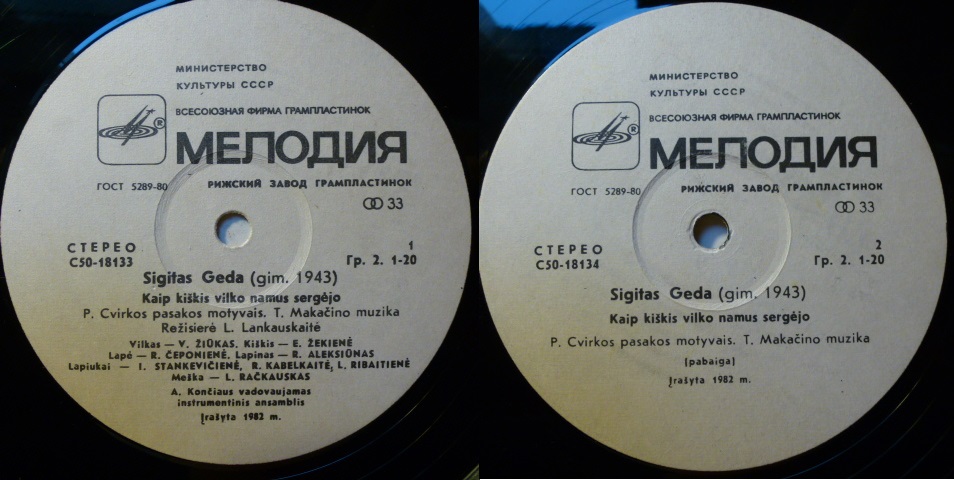 МИНИСТЕРСТВО
КУЛЬТУРЫ СССР
ВСЕСОЮЗНАЯ ФИРМА ГРАМПЛАСТИНОК
® МЕЛОДИЯ
ГОСТ 5289-80 РИЖСКИЙ ЗАВОД ГРАМПЛАСТИНОК
33
СТЕРЕО 1
С50-18133 Гр. 2. 1-20
Sigitas Geda (gim. 1943)
Kaip kiškis vilko namus sergėjo
P. Cvirkos pasakos motyvais. T. Makačino muzika
Režisierė L. Lankauskaitė
Vilkas — V. ŽIŪKAS, Kiškis — E. ŽEKIENĖ
Lapė — R. ČEPONIENĖ, Lapinas — R. ALEKSIŪNAS
Lapiukai — I. STANKEVIČIENĖ, R. KABELKAITĖ, L. RIBAITIENĖ
Meška — L. RAČKAUSKAS
A. Končiaus vadovaujamas
instrumentinis ansamblis
Įrašyta 1982 m.
МИНИСТЕРСТВО
КУЛЬТУРЫ СССР
ВСЕСОЮЗНАЯ ФИРМА ГРАМПЛАСТИНОК
® МЕЛОДИЯ
ГОСТ 5289-80 РИЖСКИЙ ЗАВОД ГРАМПЛАСТИНОК
33
СТЕРЕО 2
С50-18134 Гр. 2. 1-20
Sigitas Geda (gim. 1943)
Kaip kiškis vilko namus sergėjo
P. Cvirkos pasakos motyvais. T. Makačino muzika
(pabaiga)
Įrašyta 1982 m.